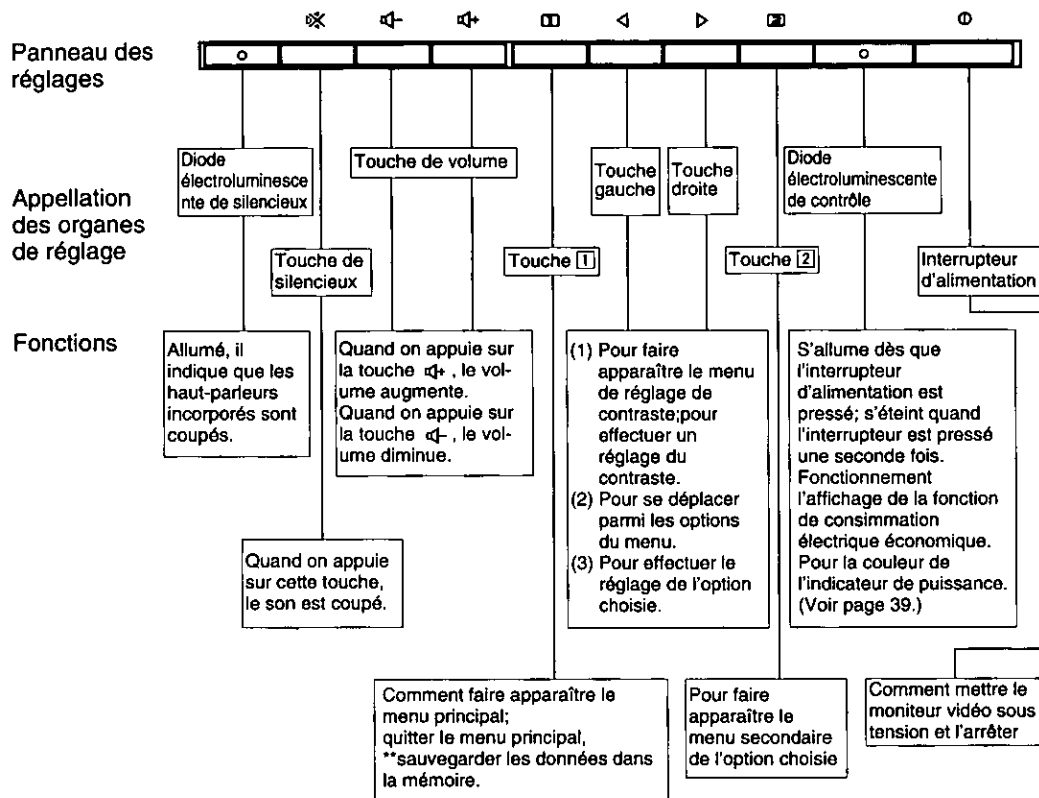 Panneau des
réglages
Appellation
des organes
de réglage
Diode
électroluminesce
nte de silencieux
Touche de
silencieux
Touche de volume
Touche 1
Touche
gauche
Touche
droite
Touche 2
Diode
électroluminescente
de contrôle
Interrupteur
d'alimentation
Fonctions
Allumé, il
indique que les
haut-parleurs
incorporés sont
coupés.
Quand on appuie
sur cette touche,
le son est coupé.
Quand on appuie sur
la touche +, le vol-
ume augmente.
Quand on appuie sur
la touche -, le vol-
ume diminue.
Comment faire apparaître le
menu principal;
quitter le menu principal,
**sauvegarder les données dans
la mémoire.
(1) Pour faire
apparaître le menu
de réglage de
contraste;pour
effectuer un
réglage du
contraste.
(2) Pour se déplacer
parmi les options
du menu.
(3) Pour effectuer le
réglage de l'option
choisie.
Pour faire
apparaître le
menu secondaire
de l'option choisie
S'allume dès que
l'interrupteur
d'alimentation est
pressé; s'éteint quand
l'interrupteur est pressé
une seconde fois.
Fonctionnement
l'affichage de la fonction
de consimmation
électrique économique.
Pour la couleur de
l'indicateur de puissance.
(Voir page 39.)
Comment mettre le
moniteur vidéo sous
tension et l'arrêter